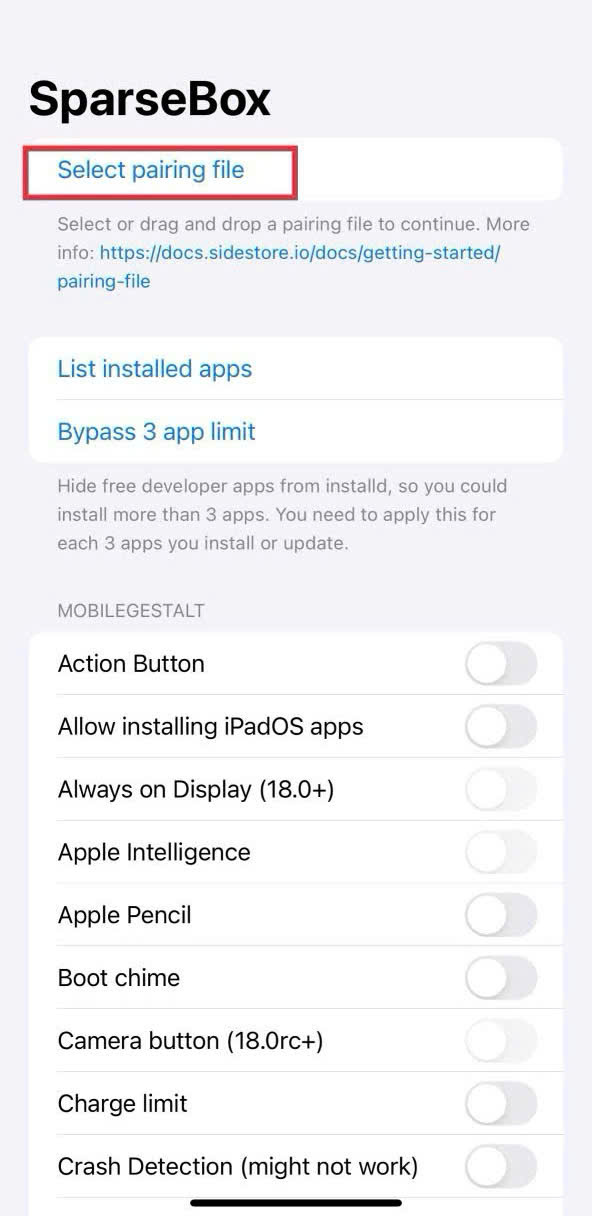 SparseBox
Select pairing file
Select or drag and drop a pairing file to continue. More
info: https://docs.sidestore.io/docs/getting-started/
pairing-file
List installed apps
Bypass 3 app limit
Hide free developer apps from installd, so you could
install more than 3 apps. You need to apply this for
each 3 apps you install or update.
MOBILEGESTALT
Action Button
Allow installing iPadOS apps
Always on Display (18.0+)
Apple Intelligence
Apple Pencil
Boot chime
Camera button (18.0rc+)
Charge limit
Crash Detection (might not work)